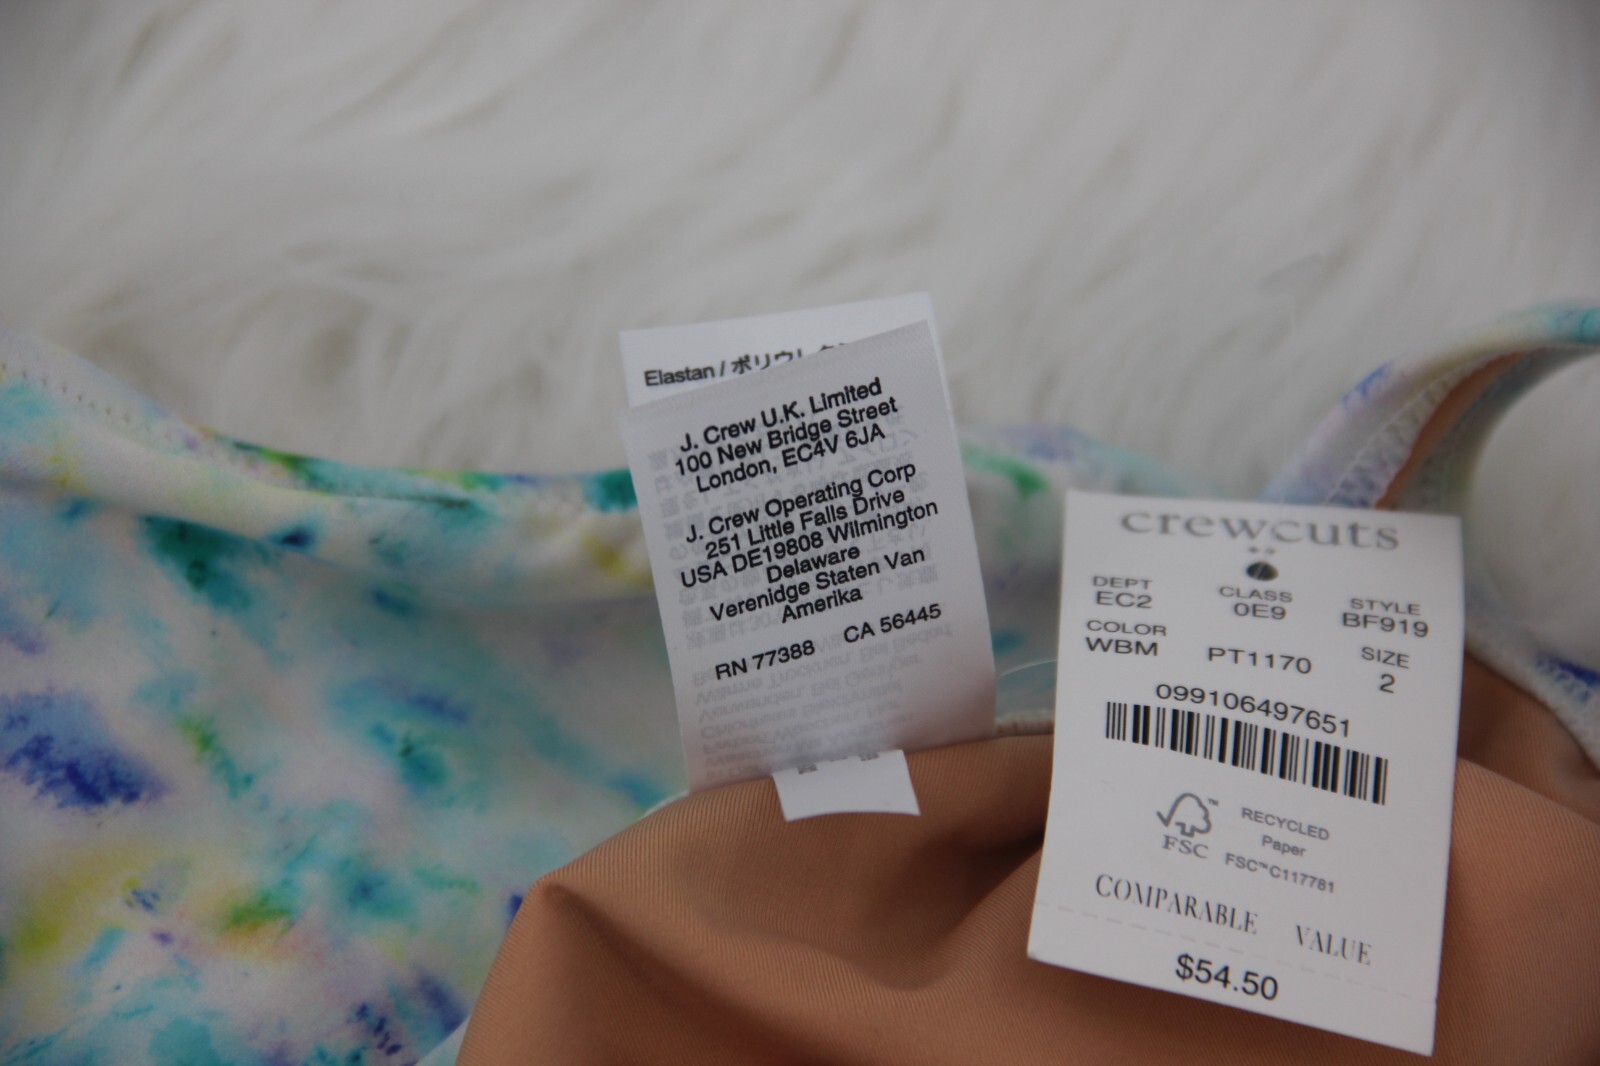 Elastan / ポリウレタン
J. Crew U.K. Limited
100 New Bridge Street
London, EC4V 6JA
J. Crew Operating Corp
251 Little Falls Drive
USA DE19808 Wilmington
Delaware
Verenidge Staten Van
Amerika
RN 77388 CA 56445
crewcuts
DEPT CLASS STYLE
EC2 0E9 BF919
COLOR SIZE
WBM PT1170 2
099106497651
FSC
RECYCLED
Paper
FSC™C117781
COMPARABLE VALUE
$54.50